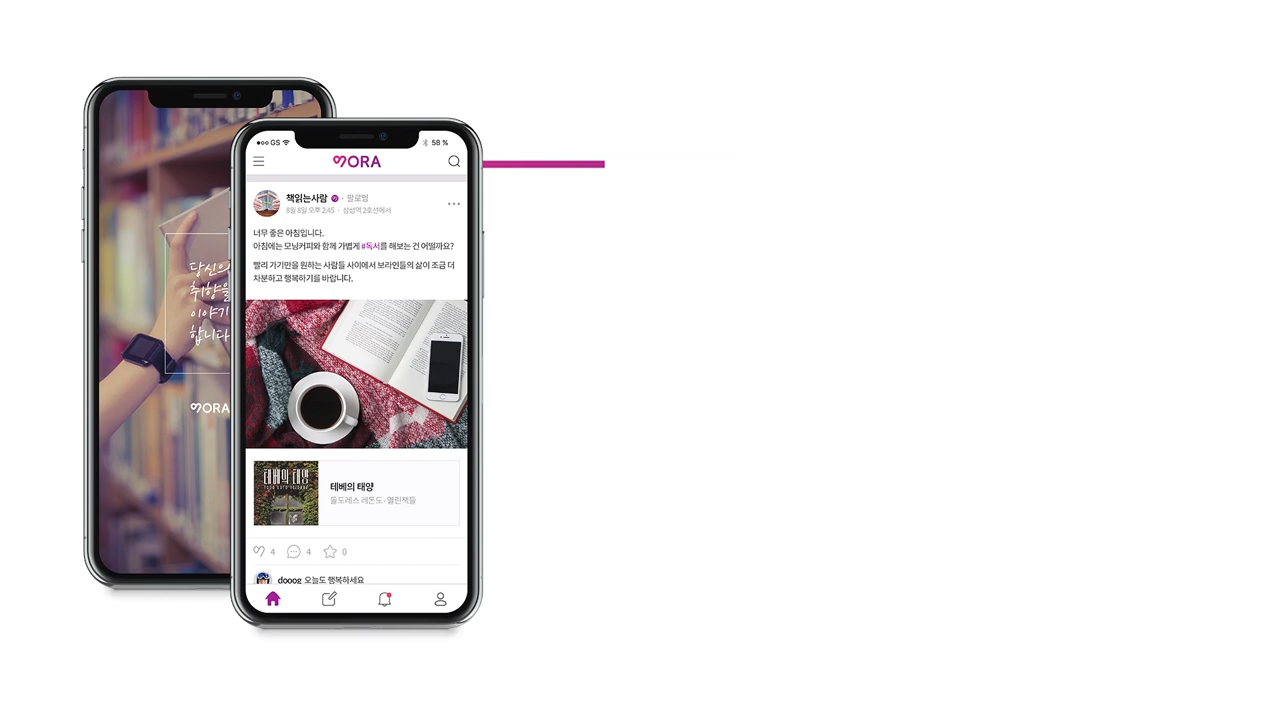 당신의
취향을
이야기
합니다
ORA
GS
58 %
ORA
책읽는사람 · 팔로잉
8월 8일 오후 2:45 · 삼성역 2호선에서
너무 좋은 아침입니다.
아침에는 모닝커피와 함께 가볍게 #독서를 해보는 건 어떨까요?
빨리 가기만을 원하는 사람들 사이에서 보라인들의 삶이 조금 더
차분하고 행복하기를 바랍니다.
테베의 태양
테베의 태양
돌로레스 레돈도 · 열린책들
4 4 0
dooog 오늘도 행복하세요